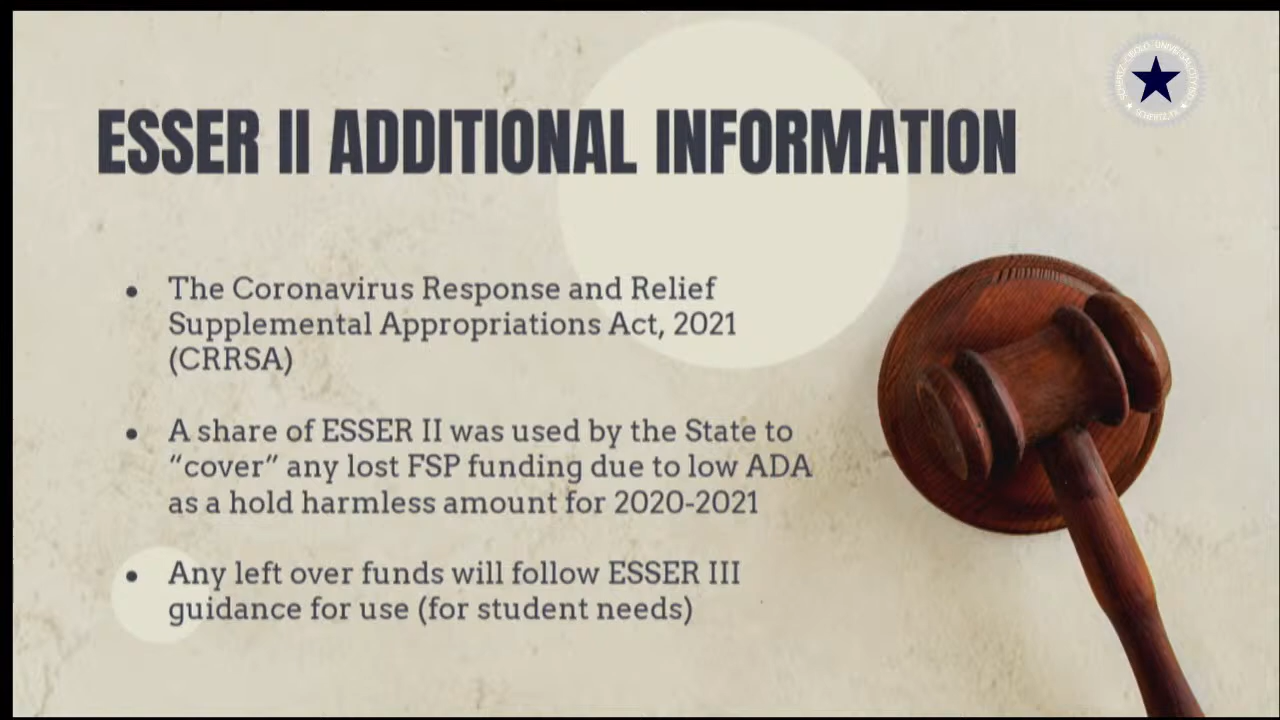 ESSER II ADDITIONAL INFORMATION
• The Coronavirus Response and Relief
Supplemental Appropriations Act, 2021
(CRRSA)
• A share of ESSER II was used by the State to
“cover” any lost FSP funding due to low ADA
as a hold harmless amount for 2020-2021
• Any left over funds will follow ESSER III
guidance for use (for student needs)